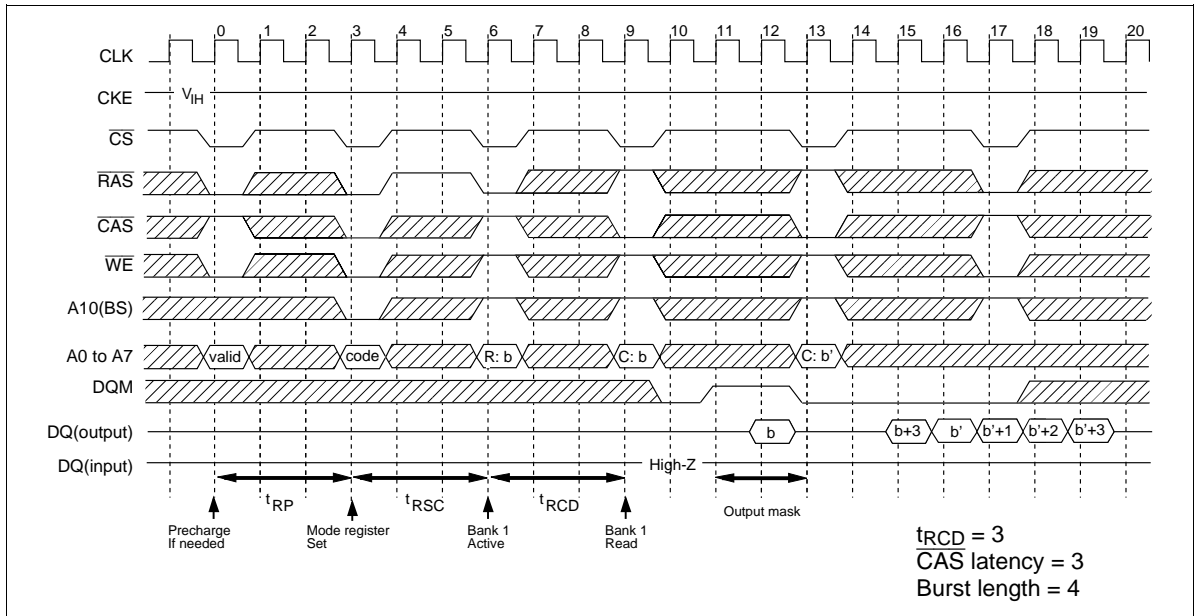 0 1 2 3 4 5 6 7 8 9 10 11 12 13 14 15 16 17 18 19 20
CLK
CKE VIH
CS
RAS
CAS
WE
A10(BS)
A0 to A7 valid code R: b C: b C: b'
DQM
DQ(output) b b+3 b' b'+1 b'+2 b'+3
DQ(input) High-Z
tRP tRSC tRCD Output mask
Precharge
If needed
Mode register
Set
Bank 1
Active
Bank 1
Read
tRCD = 3
CAS latency = 3
Burst length = 4